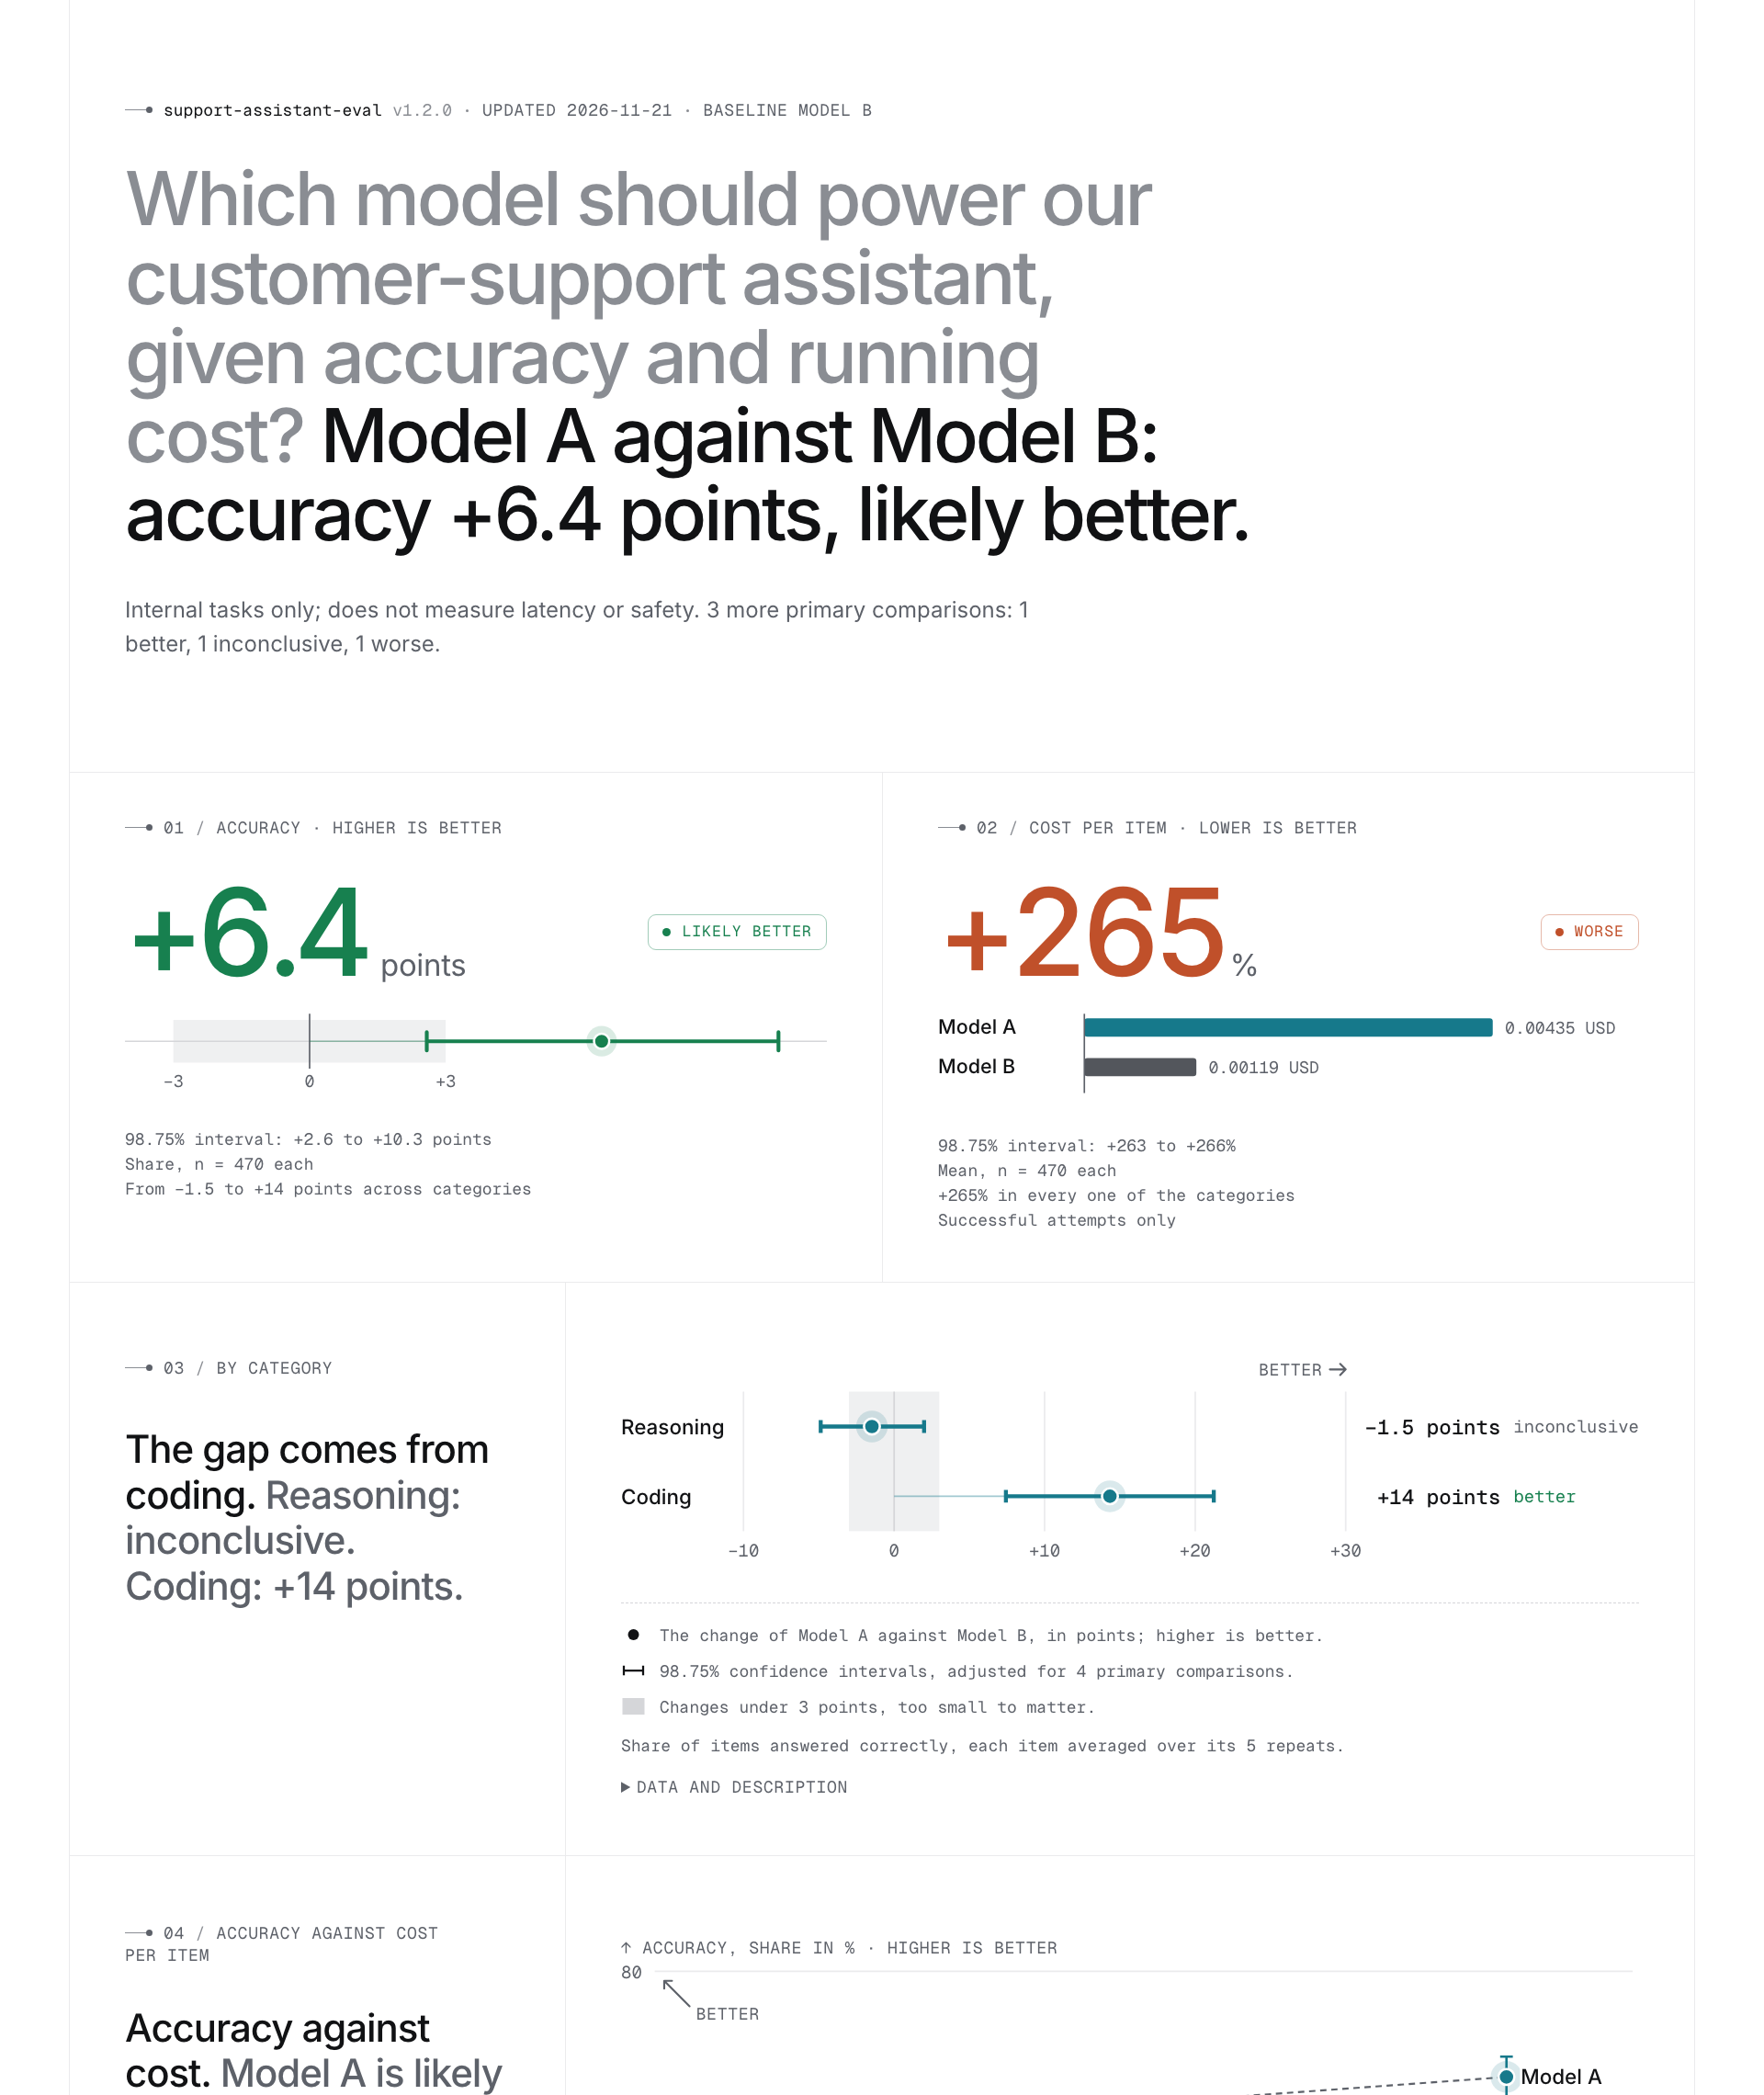 support-assistant-eval v1.2.0 · UPDATED 2026-11-21 · BASELINE MODEL B
Which model should power our
customer-support assistant,
given accuracy and running
cost? Model A against Model B:
accuracy +6.4 points, likely better.
Internal tasks only; does not measure latency or safety. 3 more primary comparisons: 1
better, 1 inconclusive, 1 worse.
01 / ACCURACY · HIGHER IS BETTER
+6.4 points
LIKELY BETTER
−3 0 +3
98.75% interval: +2.6 to +10.3 points
Share, n = 470 each
From −1.5 to +14 points across categories
02 / COST PER ITEM · LOWER IS BETTER
+265 %
WORSE
Model A 0.00435 USD
Model B 0.00119 USD
98.75% interval: +263 to +266%
Mean, n = 470 each
+265% in every one of the categories
Successful attempts only
03 / BY CATEGORY
The gap comes from
coding. Reasoning:
inconclusive.
Coding: +14 points.
BETTER →
Reasoning −1.5 points inconclusive
Coding +14 points better
−10 0 +10 +20 +30
The change of Model A against Model B, in points; higher is better.
98.75% confidence intervals, adjusted for 4 primary comparisons.
Changes under 3 points, too small to matter.
Share of items answered correctly, each item averaged over its 5 repeats.
▶ DATA AND DESCRIPTION
04 / ACCURACY AGAINST COST
PER ITEM
Accuracy against
cost. Model A is likely
↑ ACCURACY, SHARE IN % · HIGHER IS BETTER
80
BETTER
Model A